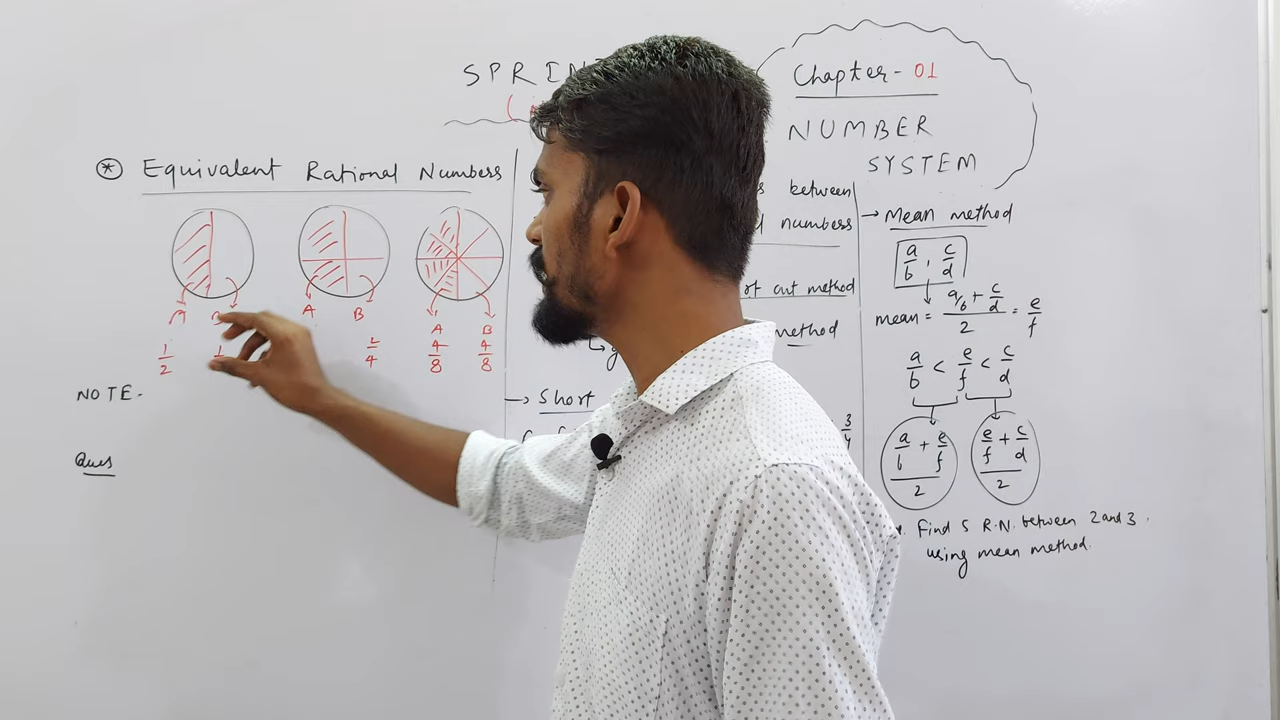 SPRIN
Chapter- 01
NUMBER
SYSTEM
* Equivalent Rational Numbers
A B A B A B
1/2 1/4 4/8 4/8
NOTE-
Ques
between
numbers
cut method
method
→ Short
3/4
→ Mean method
a/b , c/d
mean = (a/b + c/d)/2 = e/f
a/b < e/f < c/d
(a/b + e/f)/2 (e/f + c/d)/2
Find 5 R.N. between 2 and 3.
using mean method.